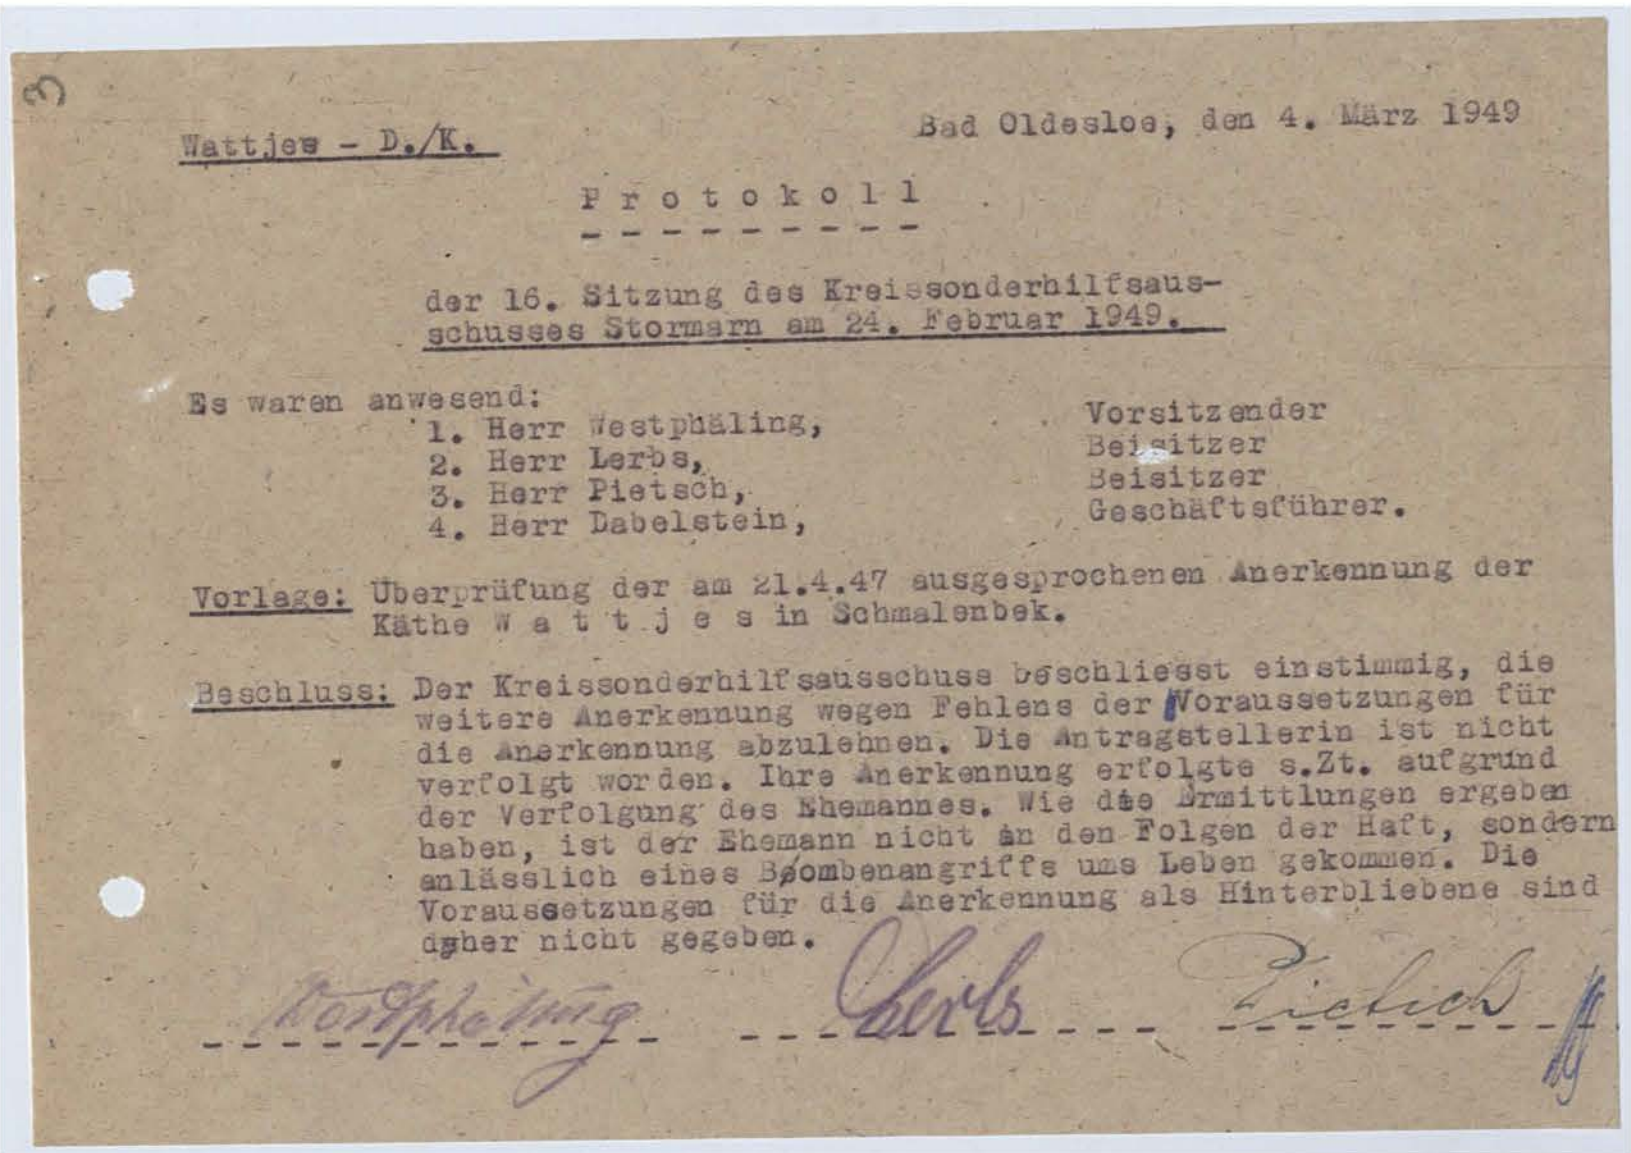 3
Wattjes - D./K.
Bad Oldesloe, den 4. März 1949
P r o t o k o l l
- - - - - - - - -
der 16. Sitzung des Kreissonderhilfsaus-
schusses Stormarn am 24. Februar 1949.
Es waren anwesend:
1. Herr Westphäling, Vorsitzender
2. Herr Lerbs, Beisitzer
3. Herr Pietsch, Beisitzer
4. Herr Dabelstein, Geschäftsführer.
Vorlage: Überprüfung der am 21.4.47 ausgesprochenen Anerkennung der
Käthe W a t t j e s in Schmalenbek.
Beschluss: Der Kreissonderhilfsausschuss beschliesst einstimmig, die
weitere Anerkennung wegen Fehlens der Voraussetzungen für
die Anerkennung abzulehnen. Die Antragstellerin ist nicht
verfolgt worden. Ihre Anerkennung erfolgte s.Zt. aufgrund
der Verfolgung des Ehemannes. Wie die Ermittlungen ergeben
haben, ist der Ehemann nicht an den Folgen der Haft, sondern
anlässlich eines Boombenangriffs ums Leben gekommen. Die
Voraussetzungen für die Anerkennung als Hinterbliebene sind
daher nicht gegeben.
Westphäling Lerbs Pietsch